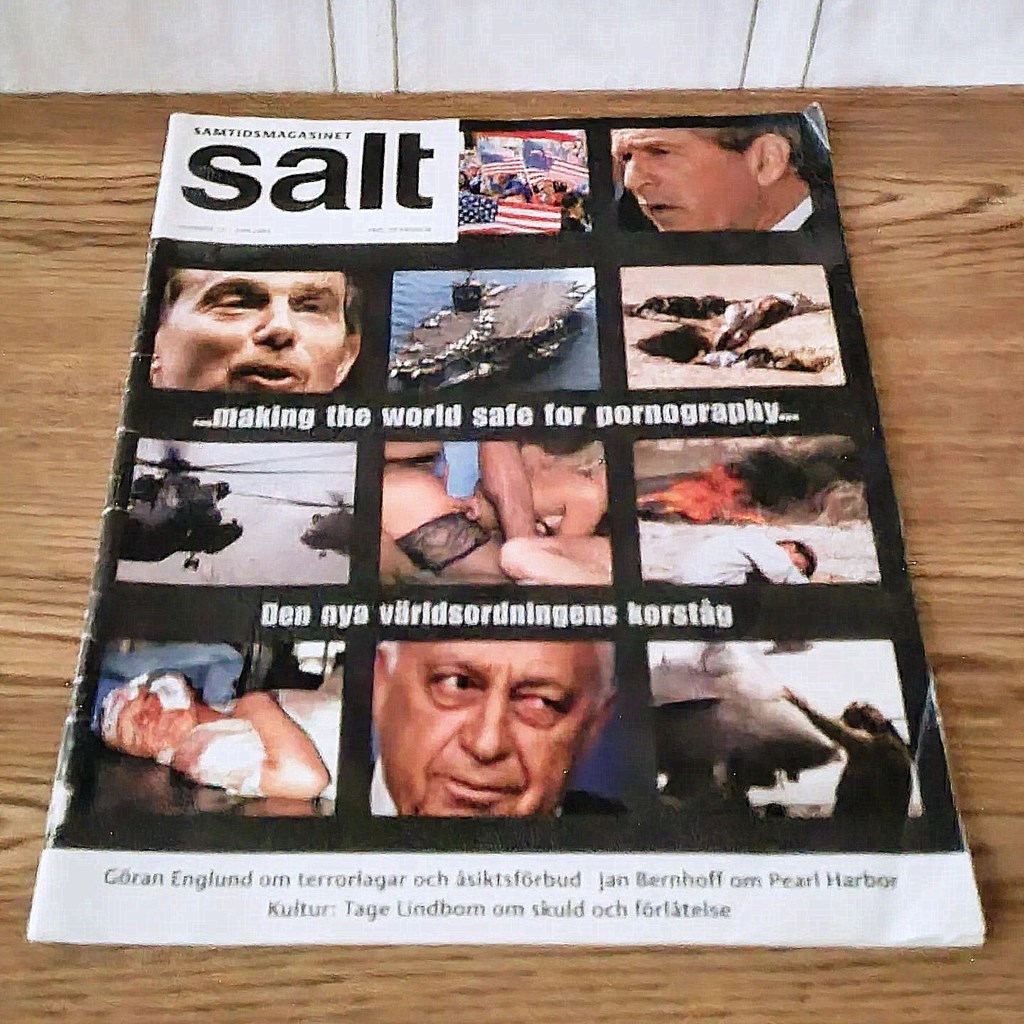 SAMTIDSMAGASINET
salt
...making the world safe for pornography...
Den nya världsordningens korståg
Göran Englund om terrorlagar och åsiktsförbud Jan Bernhoff om Pearl Harbor
Kultur: Tage Lindbom om skuld och förlåtelse